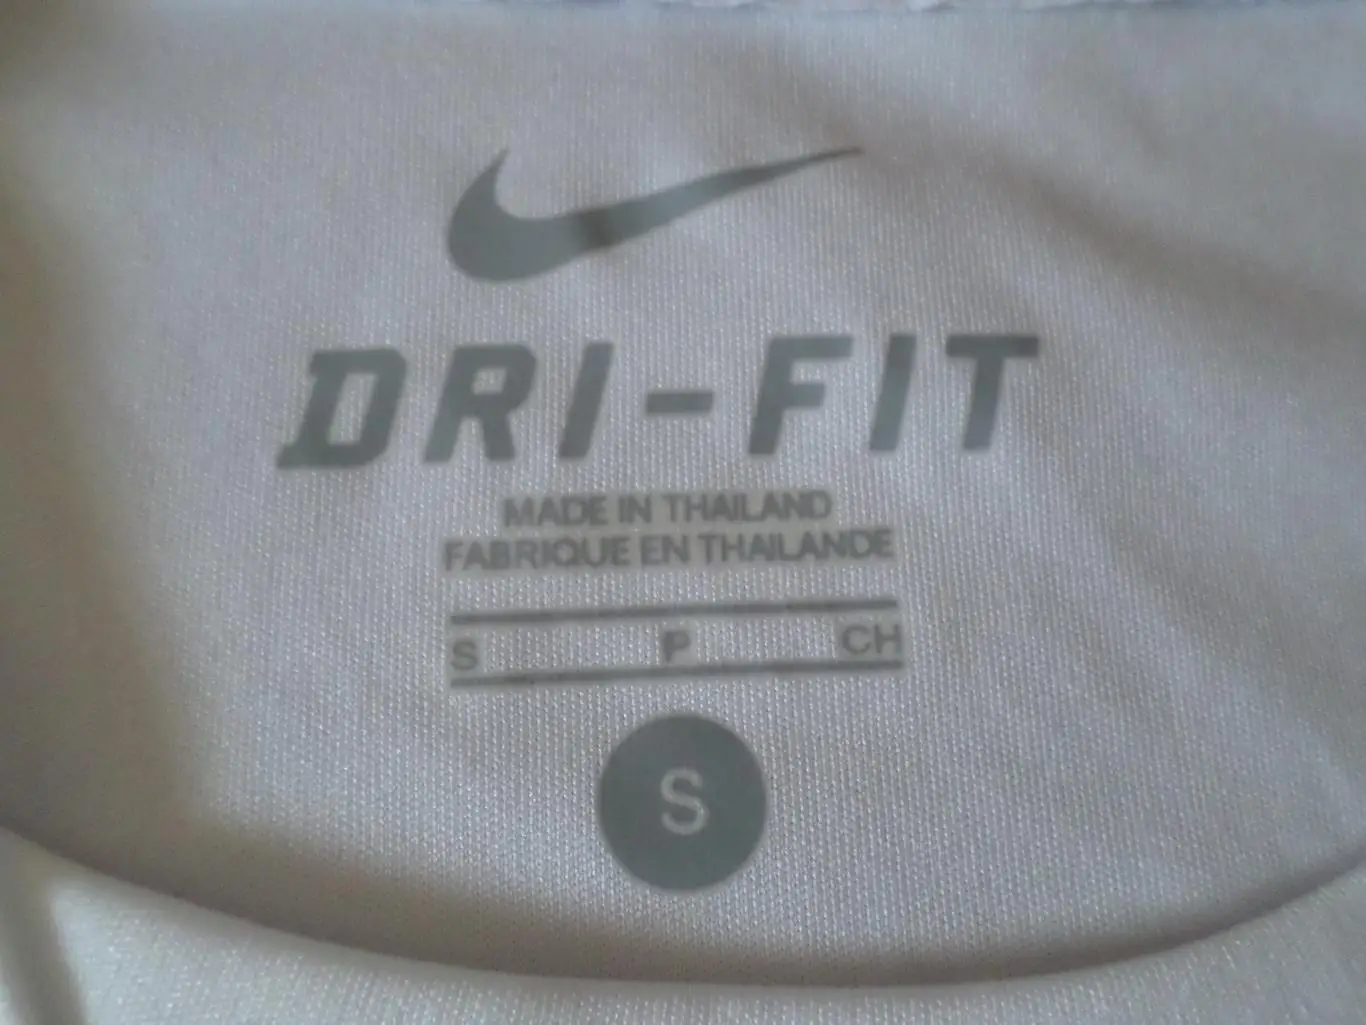 DRI-FIT
MADE IN THAILAND
FABRIQUE EN THAILANDE
S P CH
S